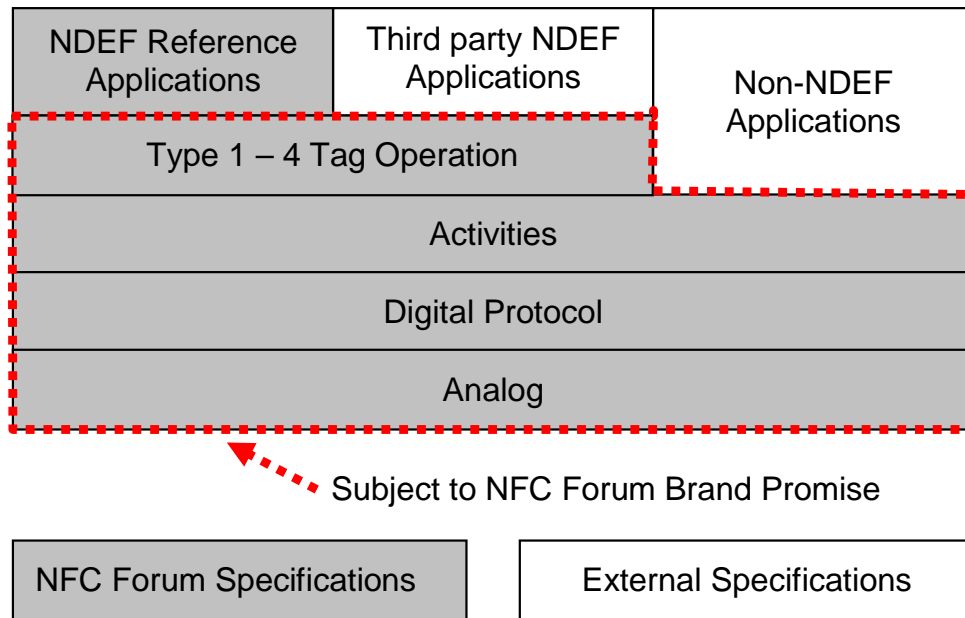 NDEF Reference
Applications
Third party NDEF
Applications
Non-NDEF
Applications
Type 1 – 4 Tag Operation
Activities
Digital Protocol
Analog
Subject to NFC Forum Brand Promise
NFC Forum Specifications
External Specifications